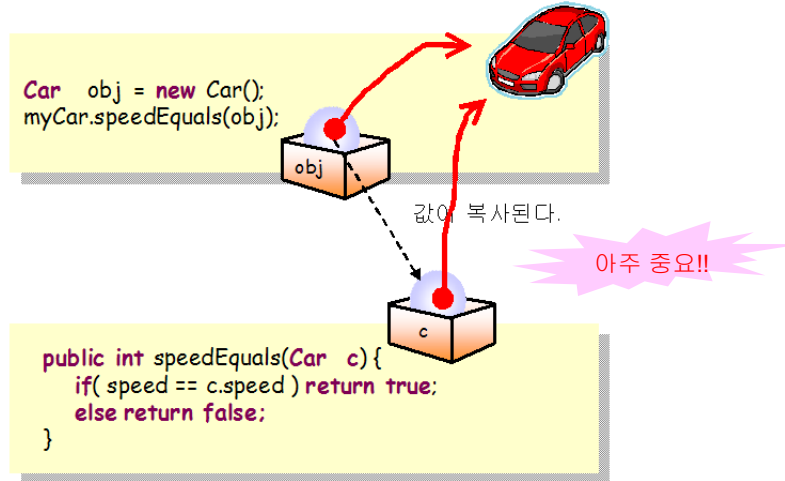 Car obj = new Car();
myCar.speedEquals(obj);
obj
값이 복사된다.
아주 중요!!
c
public int speedEquals(Car c) {
if( speed == c.speed ) return true;
else return false;
}